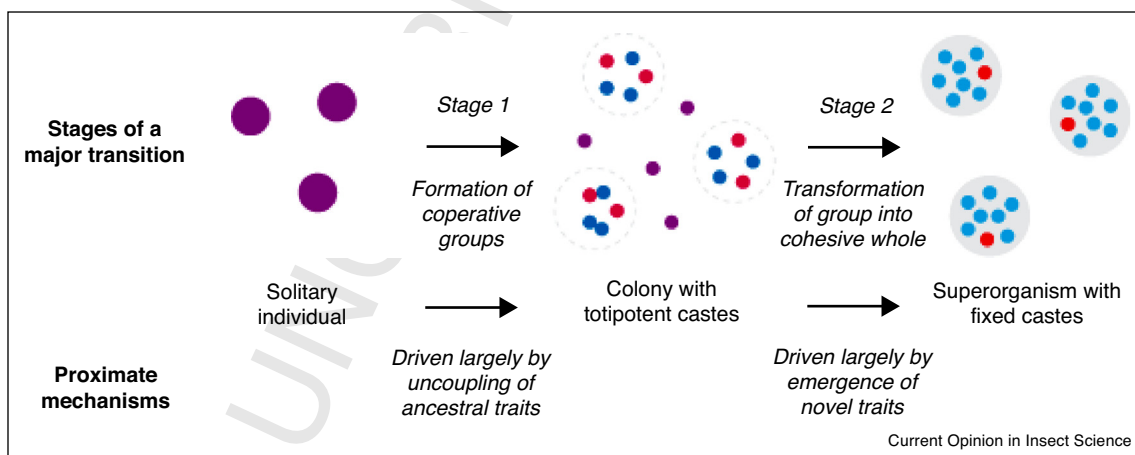 Stages of a
major transition
Stage 1
Formation of
coperative
groups
Stage 2
Transformation
of group into
cohesive whole
Solitary
individual
Colony with
totipotent castes
Superorganism with
fixed castes
Proximate
mechanisms
Driven largely by
uncoupling of
ancestral traits
Driven largely by
emergence of
novel traits
Current Opinion in Insect Science